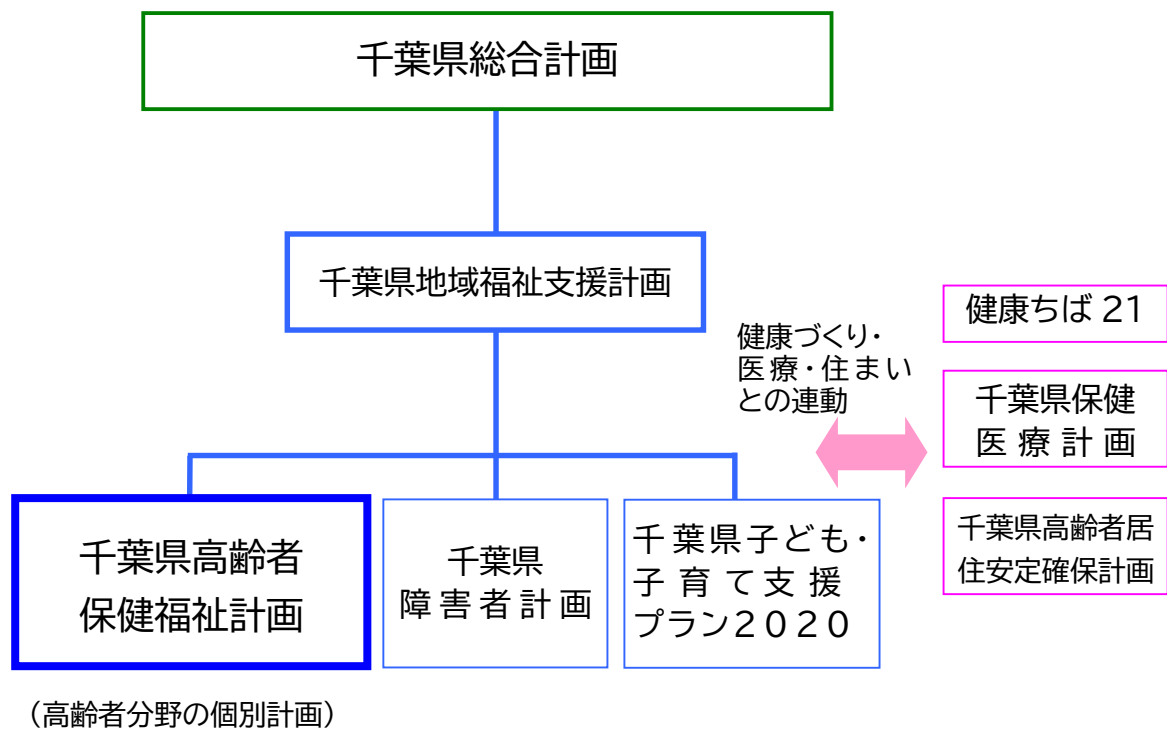 千葉県総合計画
千葉県地域福祉支援計画
健康づくり・
医療・住まい
との連動
健康ちば 21
千葉県保健
医療計画
千葉県高齢者居
住安定確保計画
千葉県高齢者
保健福祉計画
千葉県
障害者計画
千葉県子ども・
子育て支援
プラン２０２０
（高齢者分野の個別計画）